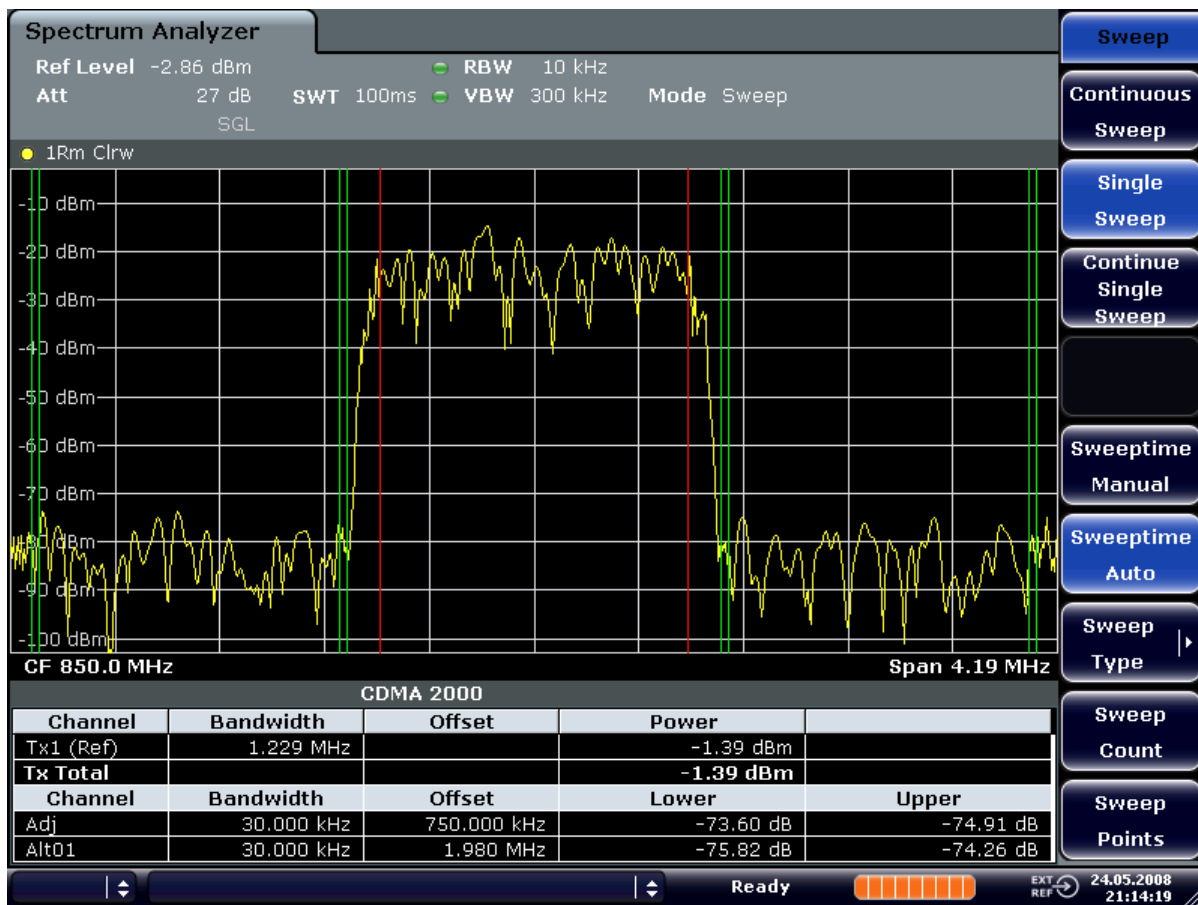 Spectrum Analyzer
Ref Level -2.86 dBm RBW 10 kHz
Att 27 dB SWT 100ms VBW 300 kHz Mode Sweep
SGL
1Rm Clrw
-10 dBm
-20 dBm
-30 dBm
-40 dBm
-50 dBm
-60 dBm
-70 dBm
-80 dBm
-90 dBm
-100 dBm
CF 850.0 MHz Span 4.19 MHz
CDMA 2000
Channel Bandwidth Offset Power
Tx1 (Ref) 1.229 MHz -1.39 dBm
Tx Total -1.39 dBm
Channel Bandwidth Offset Lower Upper
Adj 30.000 kHz 750.000 kHz -73.60 dB -74.91 dB
Alt01 30.000 kHz 1.980 MHz -75.82 dB -74.26 dB
Ready EXT REF 24.05.2008
21:14:19
Sweep
Continuous
Sweep
Single
Sweep
Continue
Single
Sweep
Sweeptime
Manual
Sweeptime
Auto
Sweep
Type
Sweep
Count
Sweep
Points